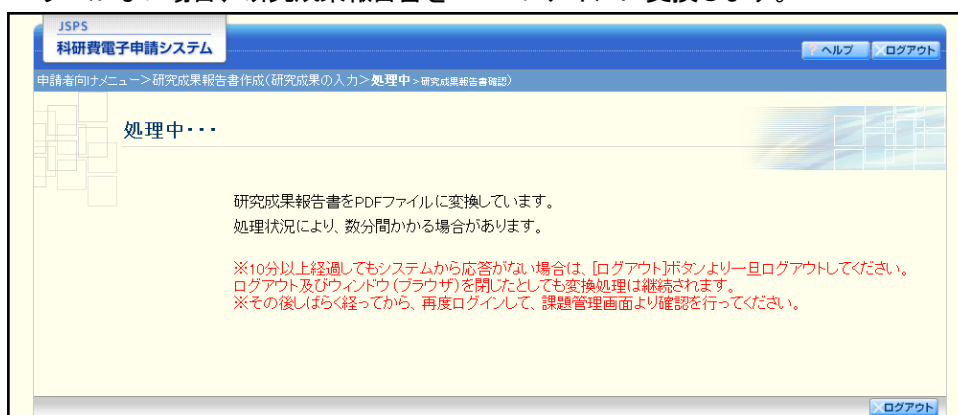 JSPS
科研費電子申請システム
ヘルプ
ログアウト
申請者向けメニュー＞研究成果報告書作成(研究成果の入力＞処理中＞研究成果報告書確認)
処理中・・・
研究成果報告書をPDFファイルに変換しています。
処理状況により、数分間かかる場合があります。
※10分以上経過してもシステムから応答がない場合は、[ログアウト]ボタンより一旦ログアウトしてください。
ログアウト及びウィンドウ（ブラウザ）を閉じたとしても変換処理は継続されます。
※その後しばらく経ってから、再度ログインして、課題管理画面より確認を行ってください。
ログアウト